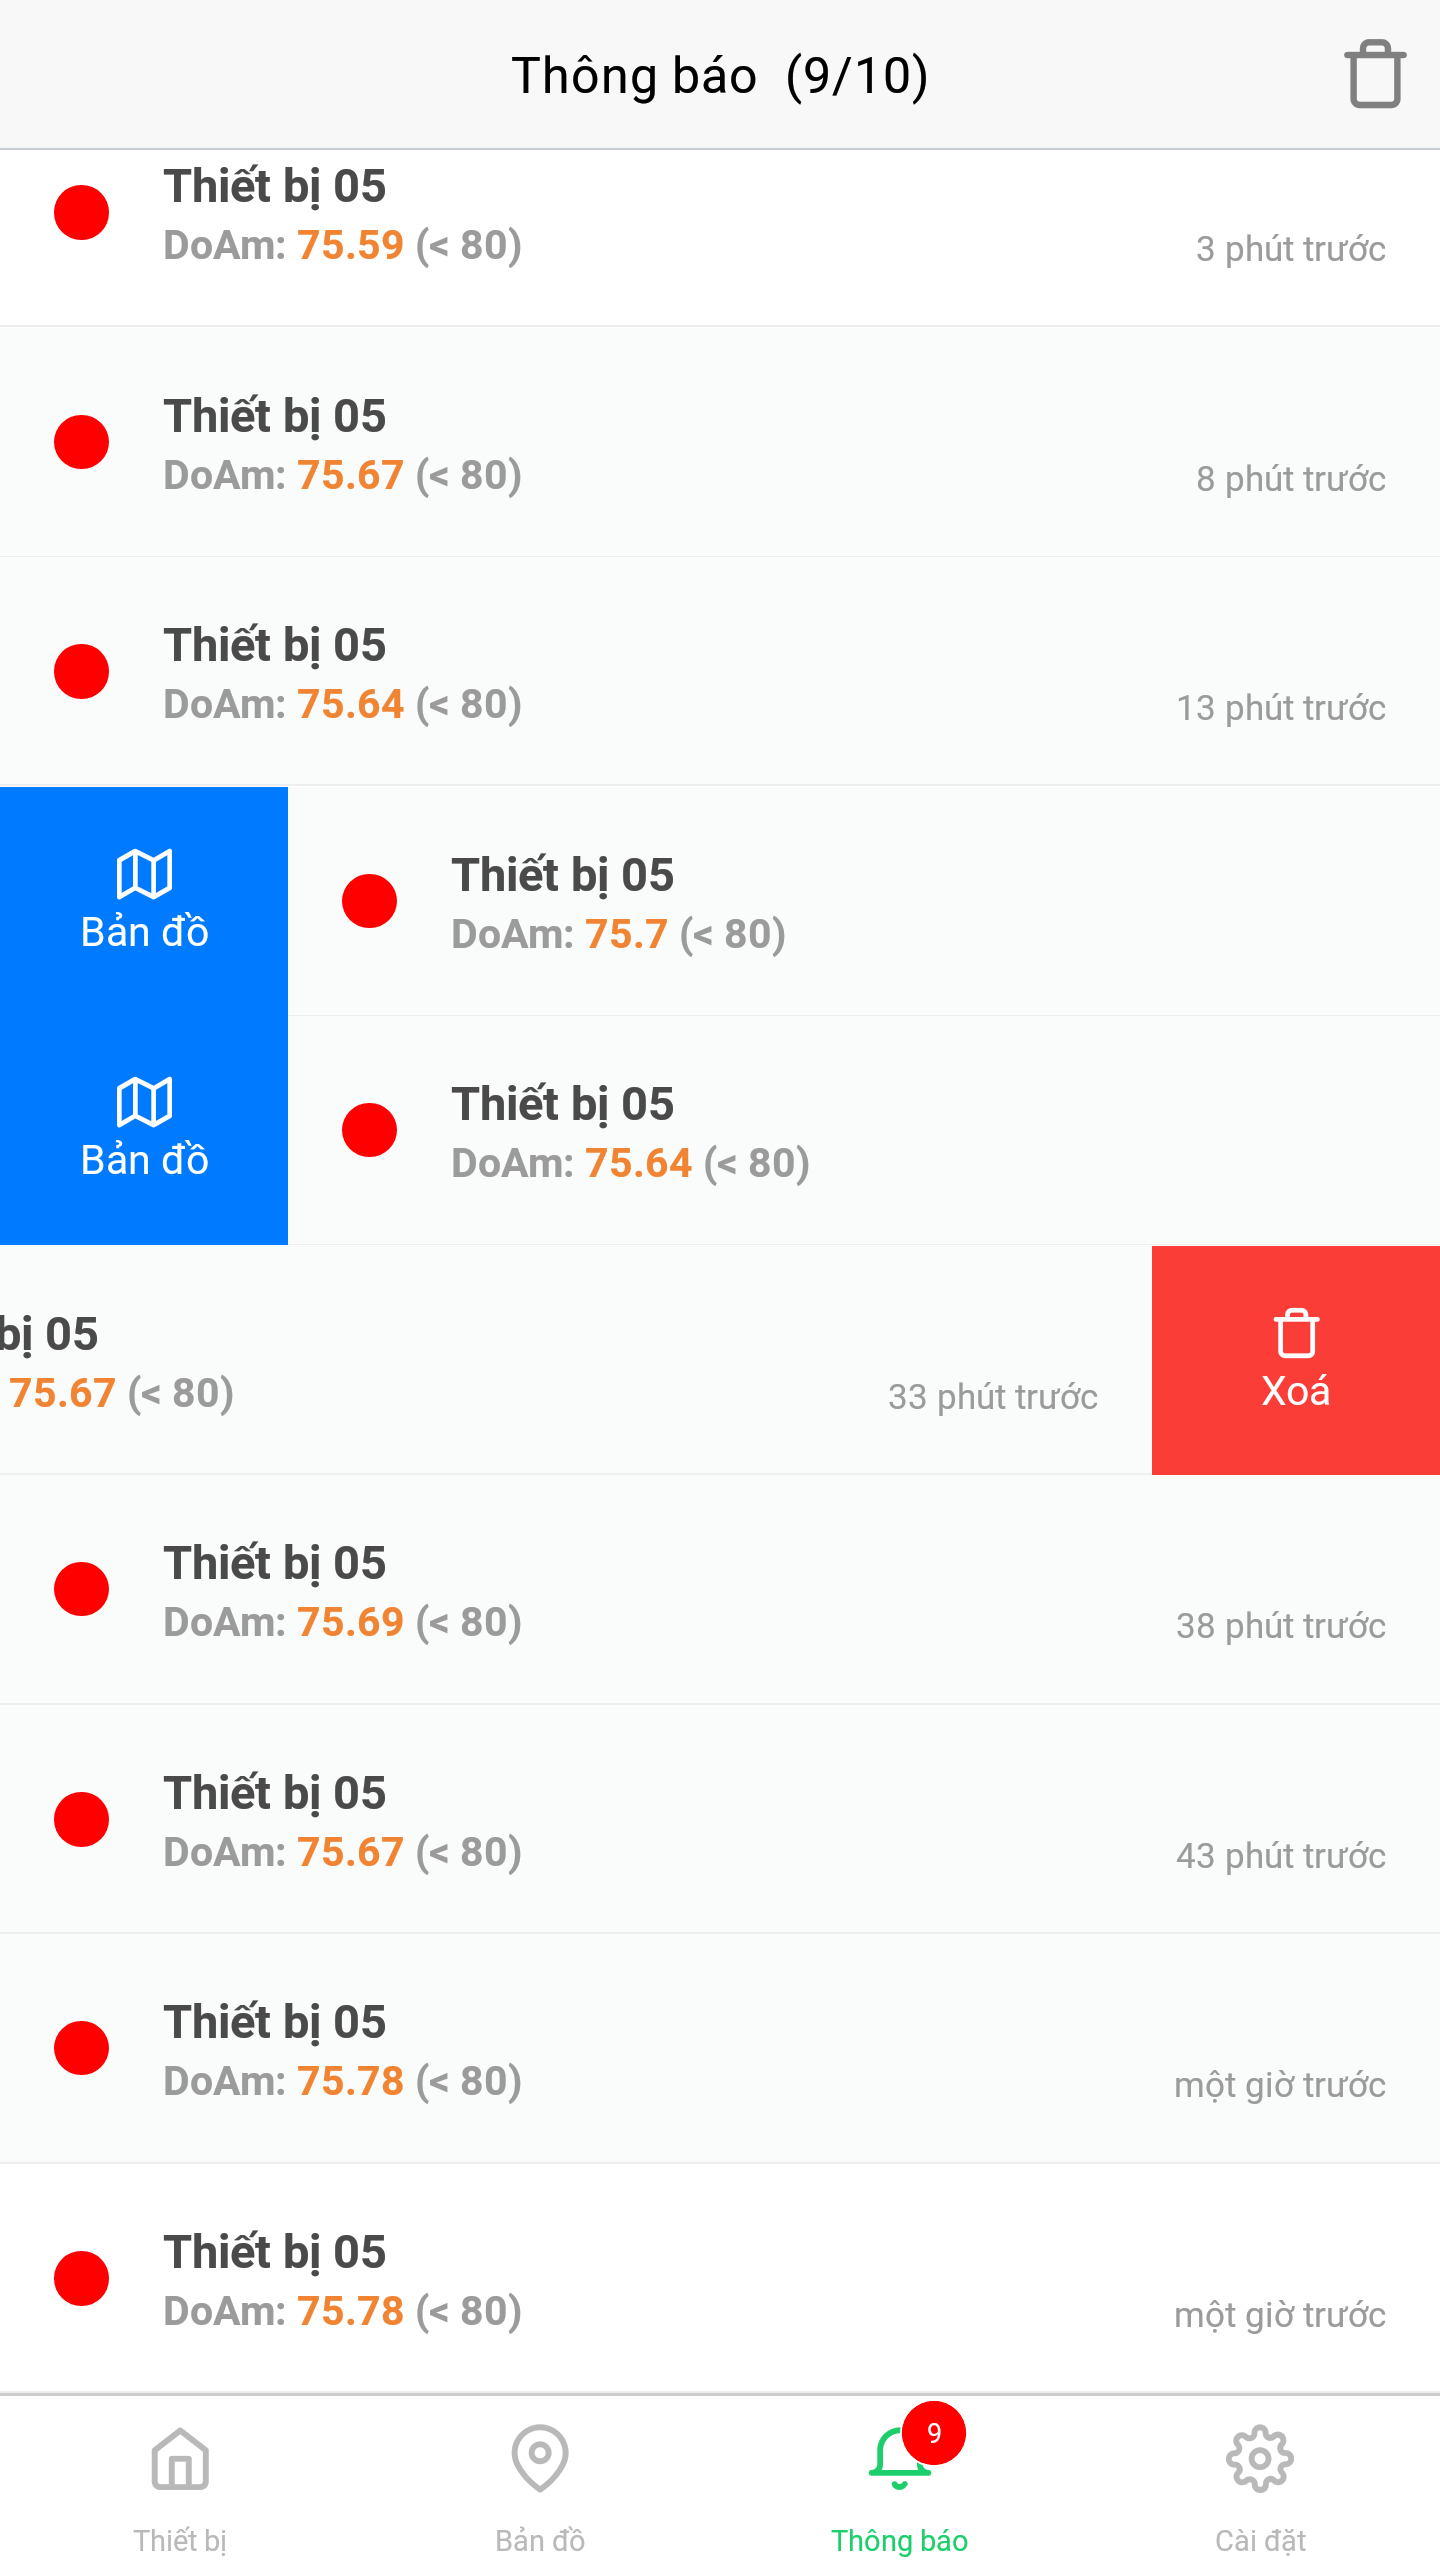 Thông báo (9/10)
Thiết bị 05
DoAm: 75.59 (< 80)
3 phút trước
Thiết bị 05
DoAm: 75.67 (< 80)
8 phút trước
Thiết bị 05
DoAm: 75.64 (< 80)
13 phút trước
Bản đồ
Thiết bị 05
DoAm: 75.7 (< 80)
Bản đồ
Thiết bị 05
DoAm: 75.64 (< 80)
bị 05
75.67 (< 80)
33 phút trước
Xoá
Thiết bị 05
DoAm: 75.69 (< 80)
38 phút trước
Thiết bị 05
DoAm: 75.67 (< 80)
43 phút trước
Thiết bị 05
DoAm: 75.78 (< 80)
một giờ trước
Thiết bị 05
DoAm: 75.78 (< 80)
một giờ trước
9
Thiết bị
Bản đồ
Thông báo
Cài đặt